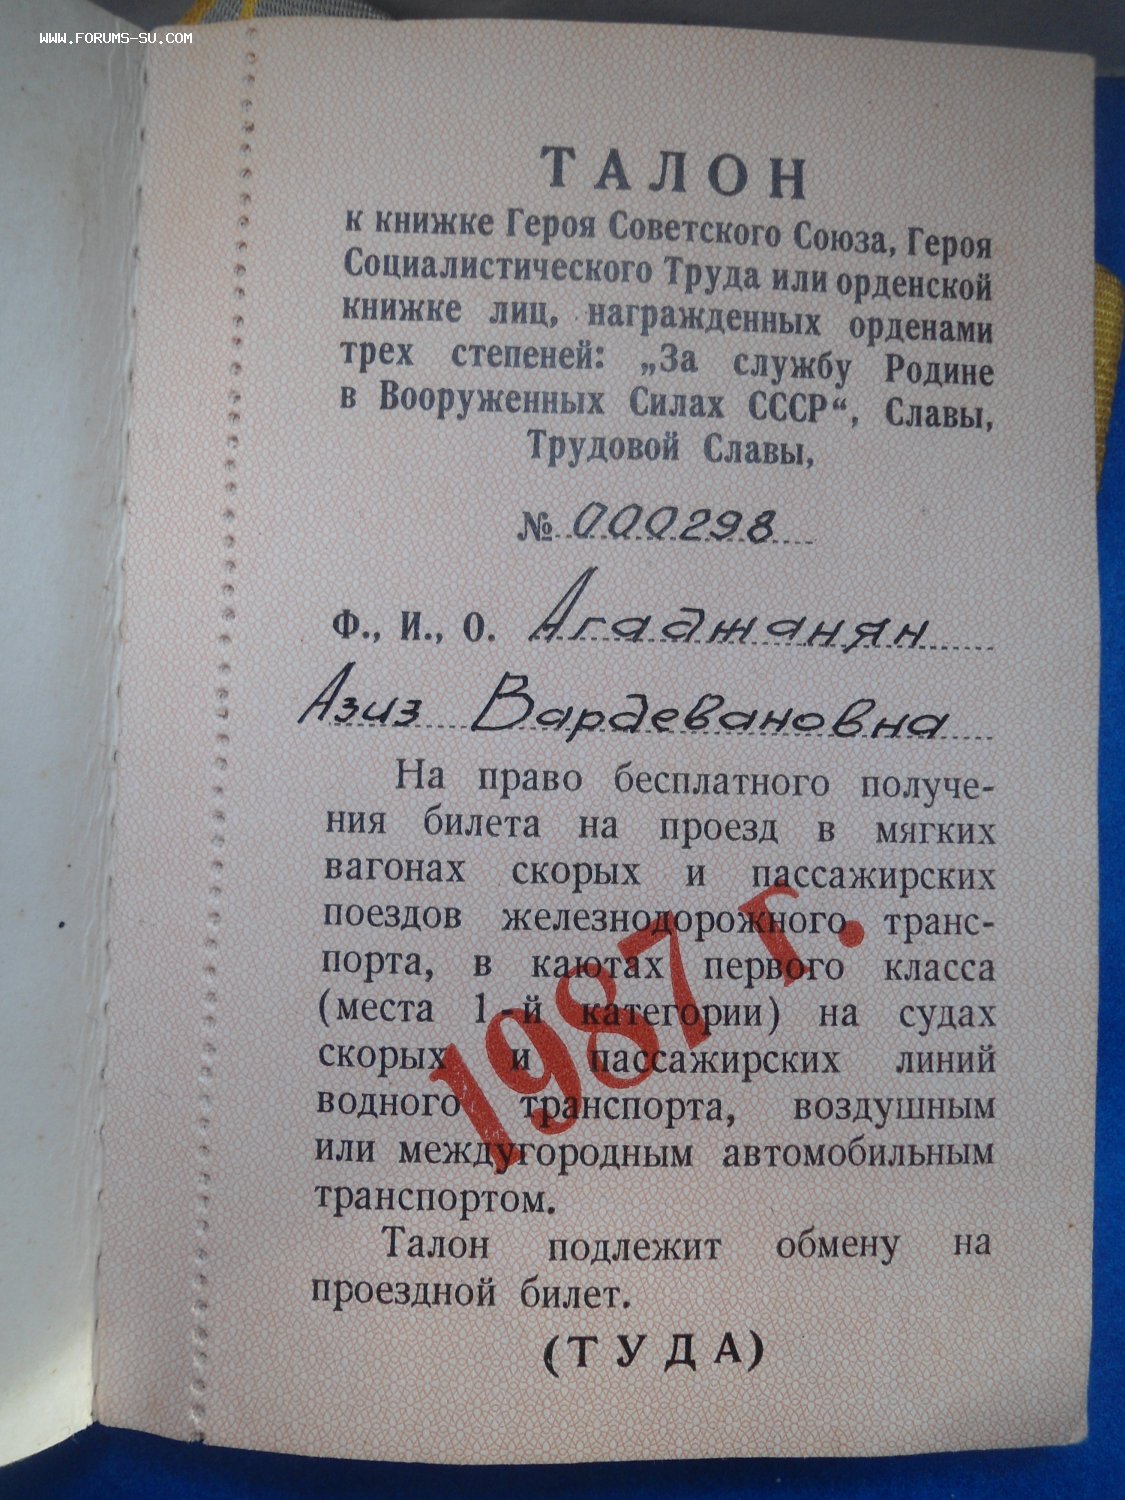 WWW.FORUMS-SU.COM
ТАЛОН
к книжке Героя Советского Союза, Героя
Социалистического Труда или орденской
книжке лиц, награжденных орденами
трех степеней: „За службу Родине
в Вооруженных Силах СССР“, Славы,
Трудовой Славы,
№ 000298
Ф., И., О. Агаджанян
Азиз Вардевановна
На право бесплатного получе-
ния билета на проезд в мягких
вагонах скорых и пассажирских
поездов железнодорожного транс-
порта, в каютах первого класса
(места 1-й категории) на судах
скорых и пассажирских линий
водного транспорта, воздушным
или междугородным автомобильным
транспортом.
1987 г.
Талон подлежит обмену на
проездной билет.
(ТУДА)